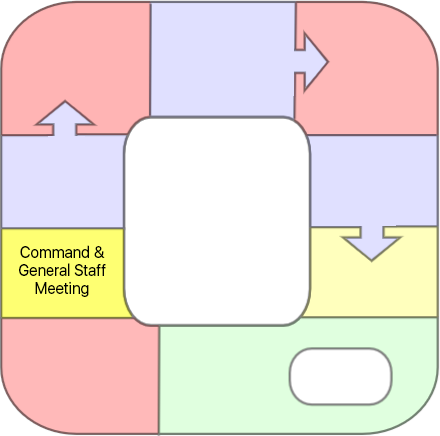 Command &
General Staff
Meeting